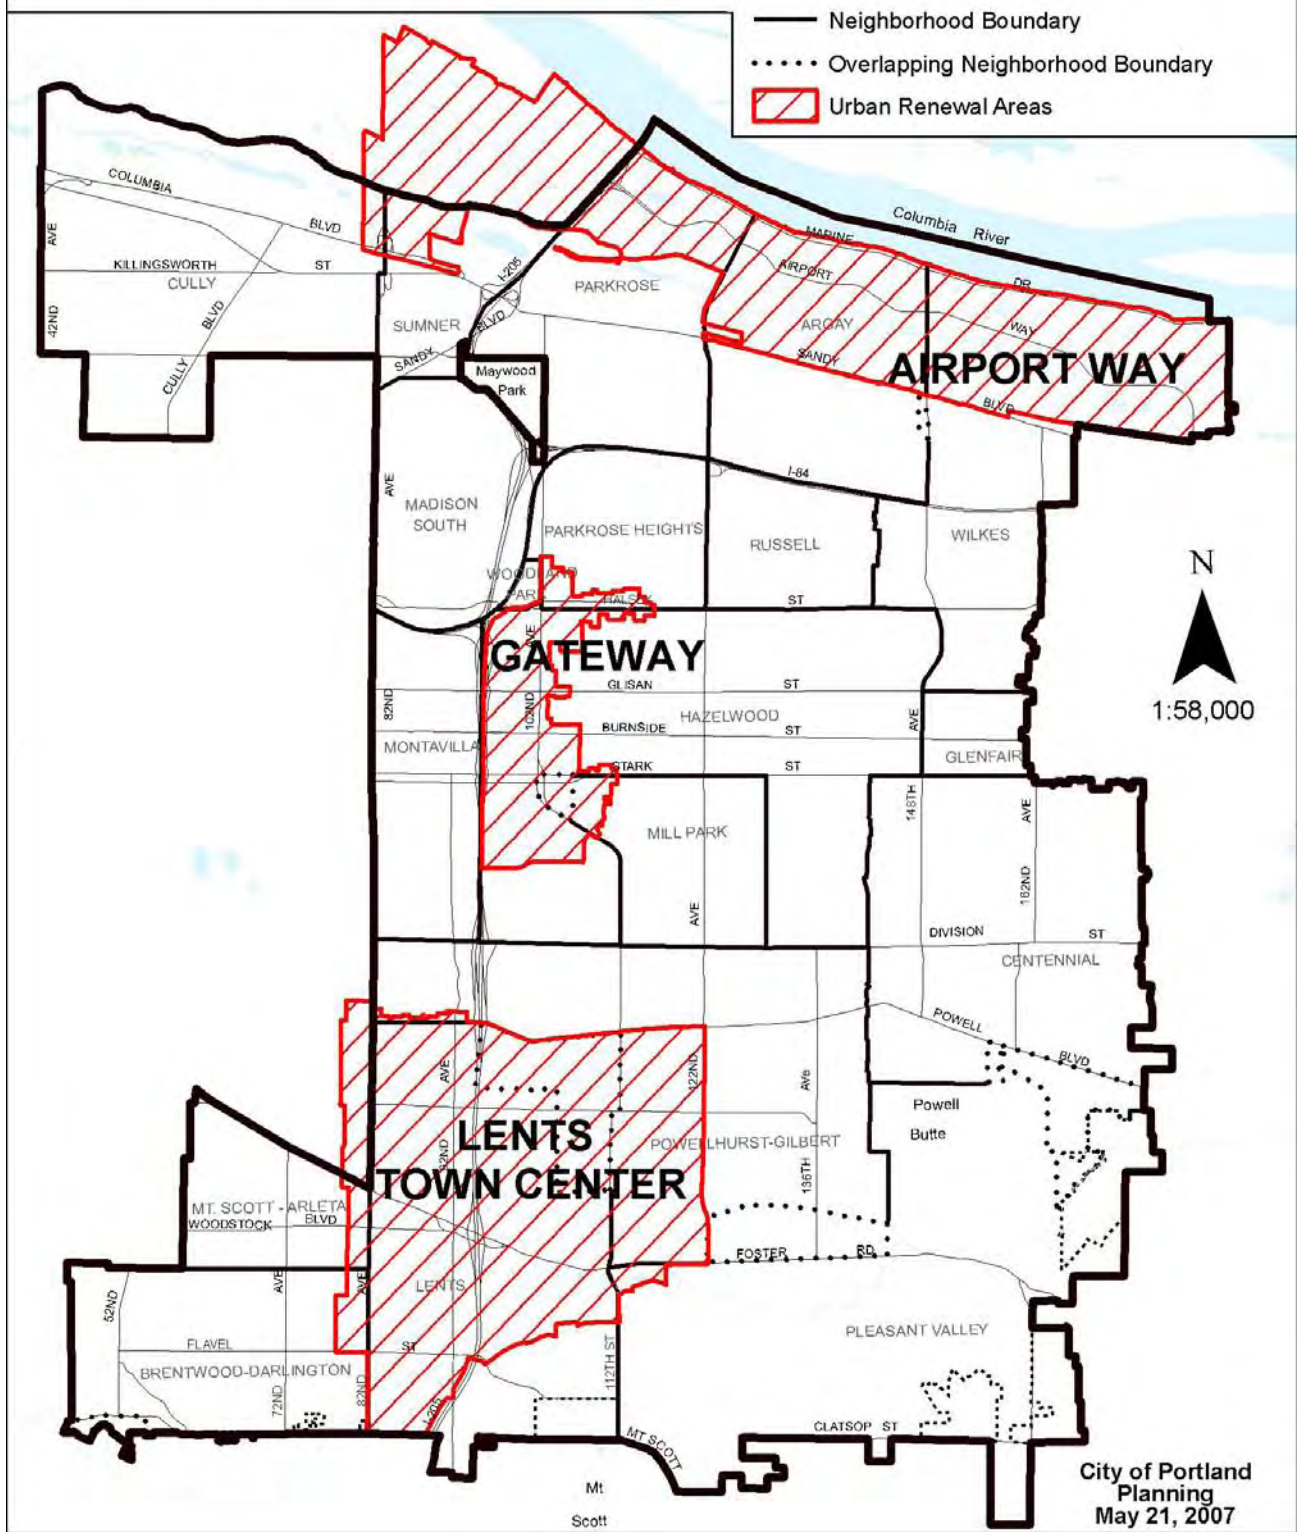 Neighborhood Boundary
Overlapping Neighborhood Boundary
Urban Renewal Areas
COLUMBIA
BLVD
Columbia River
MARINE
DR
AIRPORT
WAY
AVE
KILLINGSWORTH
ST
CULLY
42ND
BLVD
CULLY
I-205
PARKROSE
SUMNER
BLVD
SANDY
ARGAY
SANDY
BLVD
AIRPORT WAY
Maywood
Park
I-84
AVE
MADISON
SOUTH
PARKROSE HEIGHTS
RUSSELL
WILKES
WOODLAND
PARK
HALSEY
ST
N
1:58,000
AVE
GATEWAY
GLISAN
ST
82ND
102ND
HAZELWOOD
AVE
BURNSIDE
ST
MONTAVILLA
GLENFAIR
STARK
ST
148TH
AVE
MILL PARK
162ND
AVE
DIVISION
ST
CENTENNIAL
POWELL
BLVD
AVE
122ND
AVe
Powell
Butte
LENTS
TOWN CENTER
92ND
POWELLHURST-GILBERT
136TH
MT. SCOTT - ARLETA
WOODSTOCK
BLVD
FOSTER
RD
AVE
AVE
LENTS
52ND
PLEASANT VALLEY
FLAVEL
ST
BRENTWOOD-DARLINGTON
112TH ST
72ND
82ND
I-205
CLATSOP ST
MT SCOTT
Mt
Scott
City of Portland
Planning
May 21, 2007